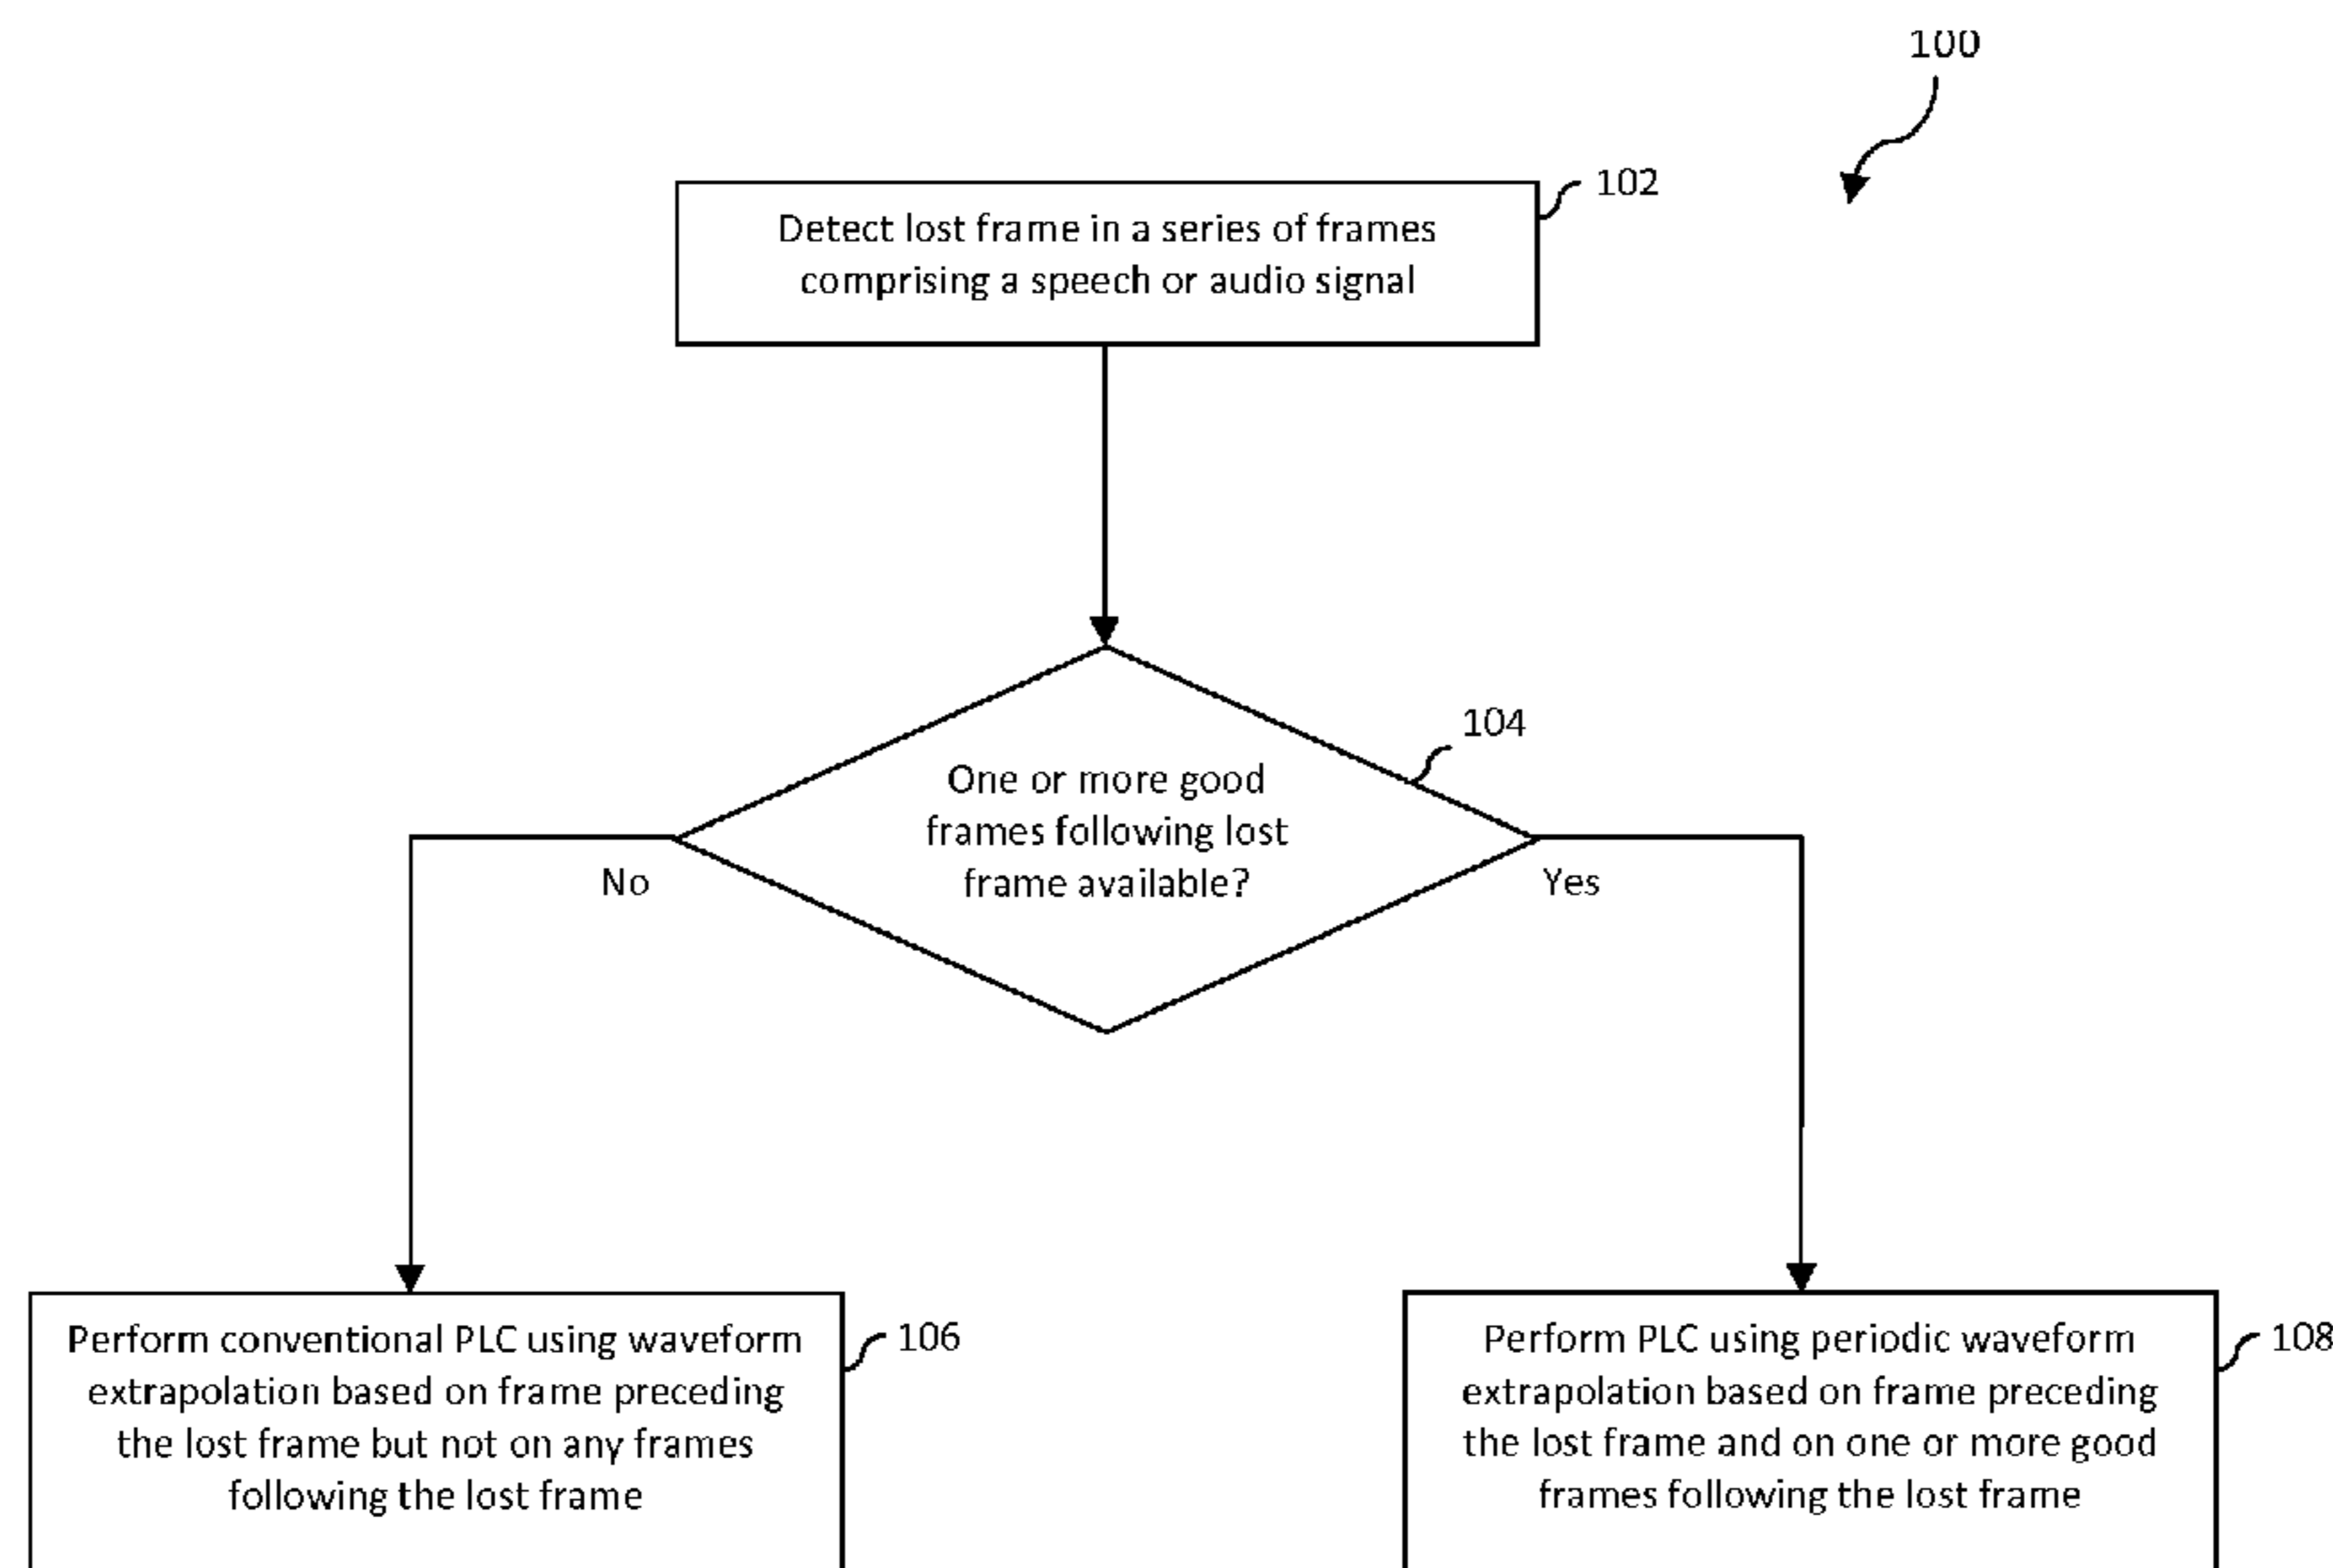 100
102
Detect lost frame in a series of frames
comprising a speech or audio signal
104
One or more good
frames following lost
frame available?
No
Yes
Perform conventional PLC using waveform
extrapolation based on frame preceding
the lost frame but not on any frames
following the lost frame
106
Perform PLC using periodic waveform
extrapolation based on frame preceding
the lost frame and on one or more good
frames following the lost frame
108